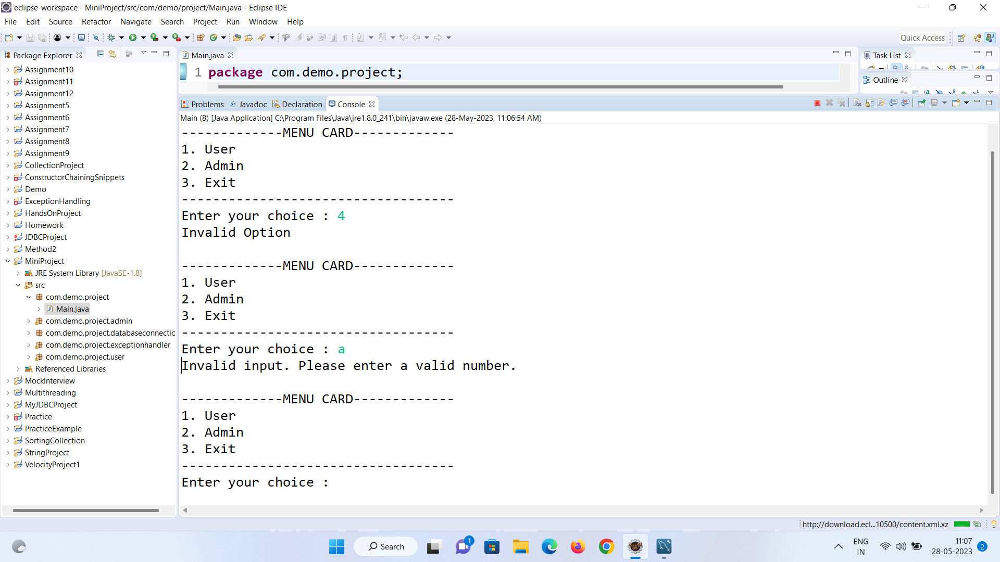 eclipse-workspace - MiniProject/src/com/demo/project/Main.java - Eclipse IDE
File Edit Source Refactor Navigate Search Project Run Window Help
Quick Access
Package Explorer
Assignment10
Assignment11
Assignment12
Assignment5
Assignment6
Assignment7
Assignment8
Assignment9
CollectionProject
ConstructorChainingSnippets
Demo
ExceptionHandling
HandsOnProject
Homework
JDBCProject
Method2
MiniProject
JRE System Library [JavaSE-1.8]
src
com.demo.project
Main.java
com.demo.project.admin
com.demo.project.databaseconnectio
com.demo.project.exceptionhandler
com.demo.project.user
Referenced Libraries
MockInterview
Multithreading
MyJDBCProject
Practice
PracticeExample
SortingCollection
StringProject
VelocityProject1
Main.java
1 package com.demo.project;
Task List
Outline
Problems Javadoc Declaration Console
Main (8) [Java Application] C:\Program Files\Java\jre1.8.0_241\bin\javaw.exe (28-May-2023, 11:06:54 AM)
-------------MENU CARD-------------
1. User
2. Admin
3. Exit
-----------------------------------
Enter your choice : 4
Invalid Option
-------------MENU CARD-------------
1. User
2. Admin
3. Exit
-----------------------------------
Enter your choice : a
Invalid input. Please enter a valid number.
-------------MENU CARD-------------
1. User
2. Admin
3. Exit
-----------------------------------
Enter your choice :
http://download.ecl...10500/content.xml.xz
Search
1
ENG
IN
11:07
28-05-2023
2